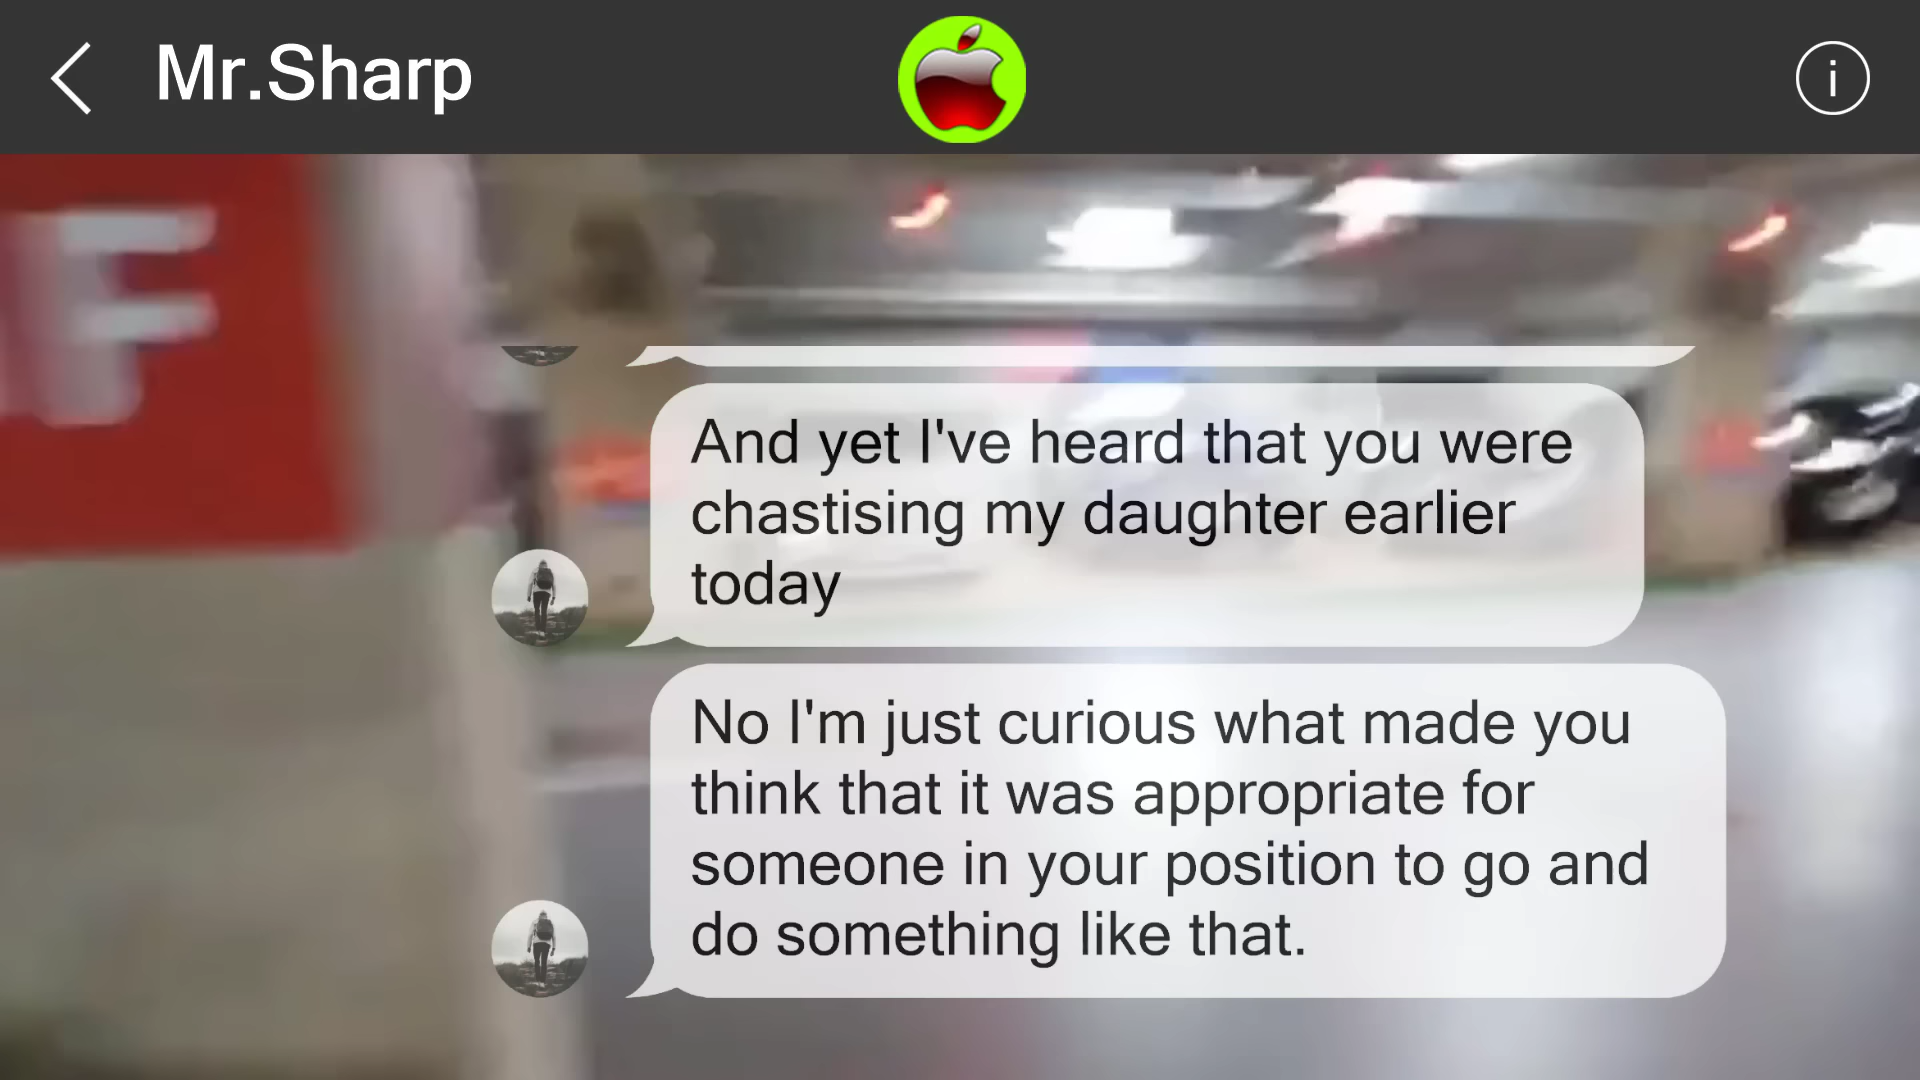 Mr.Sharp
i
F
And yet I've heard that you were
chastising my daughter earlier
today
No I'm just curious what made you
think that it was appropriate for
someone in your position to go and
do something like that.